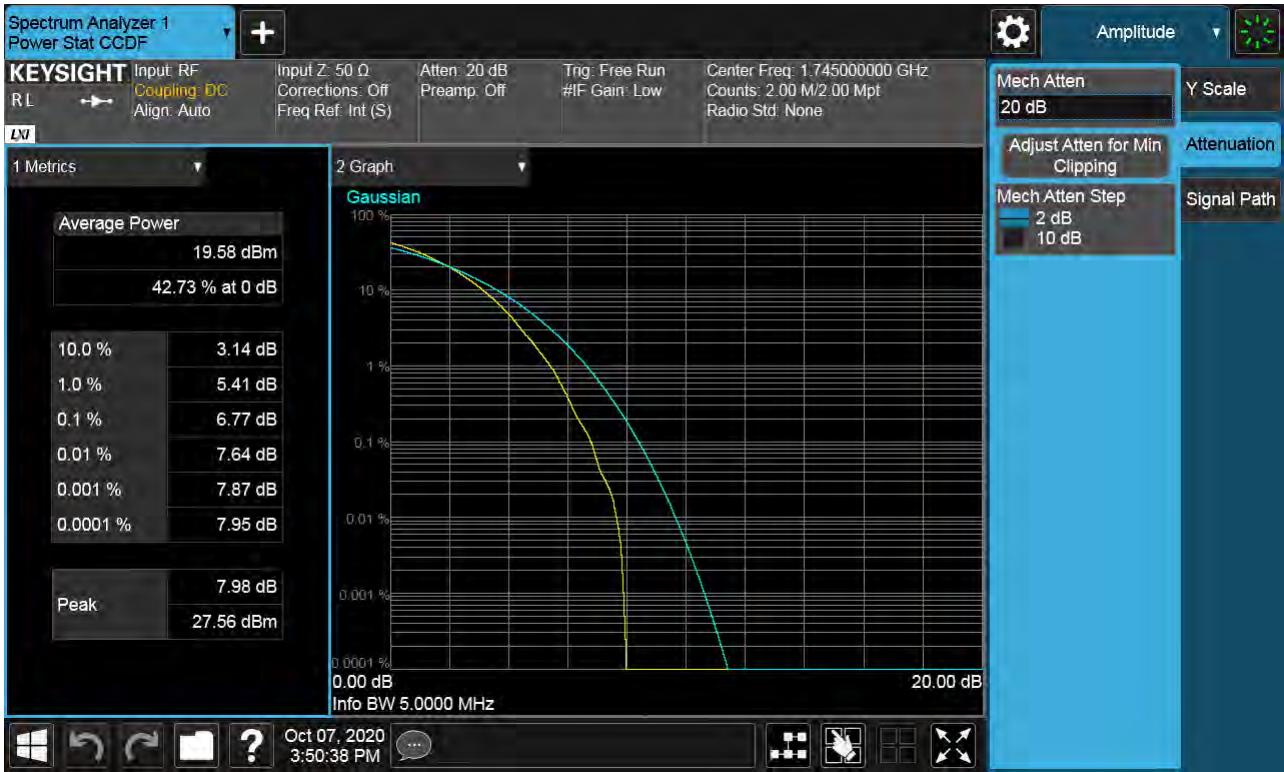 Spectrum Analyzer 1
Power Stat CCDF
+
Amplitude
KEYSIGHT
RL
LXI
Input: RF
Coupling: DC
Align: Auto
Input Z: 50 Ω
Corrections: Off
Freq Ref: Int (S)
Atten: 20 dB
Preamp: Off
Trig: Free Run
#IF Gain: Low
Center Freq: 1.745000000 GHz
Counts: 2.00 M/2.00 Mpt
Radio Std: None
1 Metrics
Average Power
19.58 dBm
42.73 % at 0 dB
10.0 % 3.14 dB
1.0 % 5.41 dB
0.1 % 6.77 dB
0.01 % 7.64 dB
0.001 % 7.87 dB
0.0001 % 7.95 dB
Peak
7.98 dB
27.56 dBm
2 Graph
Gaussian
100 %
10 %
1 %
0.1 %
0.01 %
0.001 %
0.0001 %
0.00 dB 20.00 dB
Info BW 5.0000 MHz
Mech Atten
20 dB
Adjust Atten for Min
Clipping
Mech Atten Step
2 dB
10 dB
Y Scale
Attenuation
Signal Path
?
Oct 07, 2020
3:50:38 PM